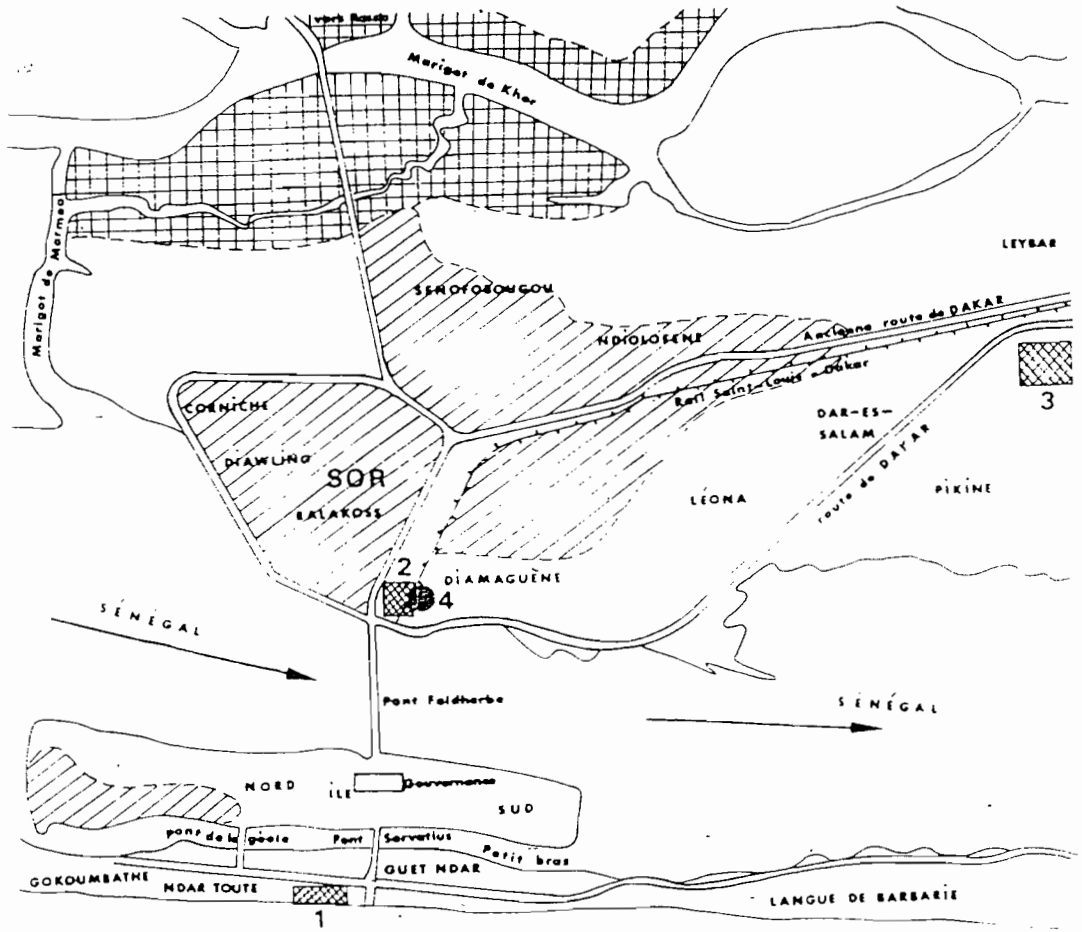 vers Rosso
Marigot de Khor
Marigot de Marmeo
LEYBAR
SENOFOBOUGOU
NDIOLOFENE
Ancienne route de DAKAR
Rail Saint-Louis - Dakar
3
CORNICHE
DAR-ES-
SALAM
DIAWLING
SOR
BALAKOSS
LÉONA
route de DAKAR
PIKINE
2
DIAMAGUÈNE
4
SÉNÉGAL
Pont Faidherbe
SÉNÉGAL
NORD
ILE
Gouvernance
SUD
pont de la geole
Pont Servatius
Petit bras
GUET NDAR
GOKOUMBATHE
NDAR TOUTE
LANGUE DE BARBARIE
1